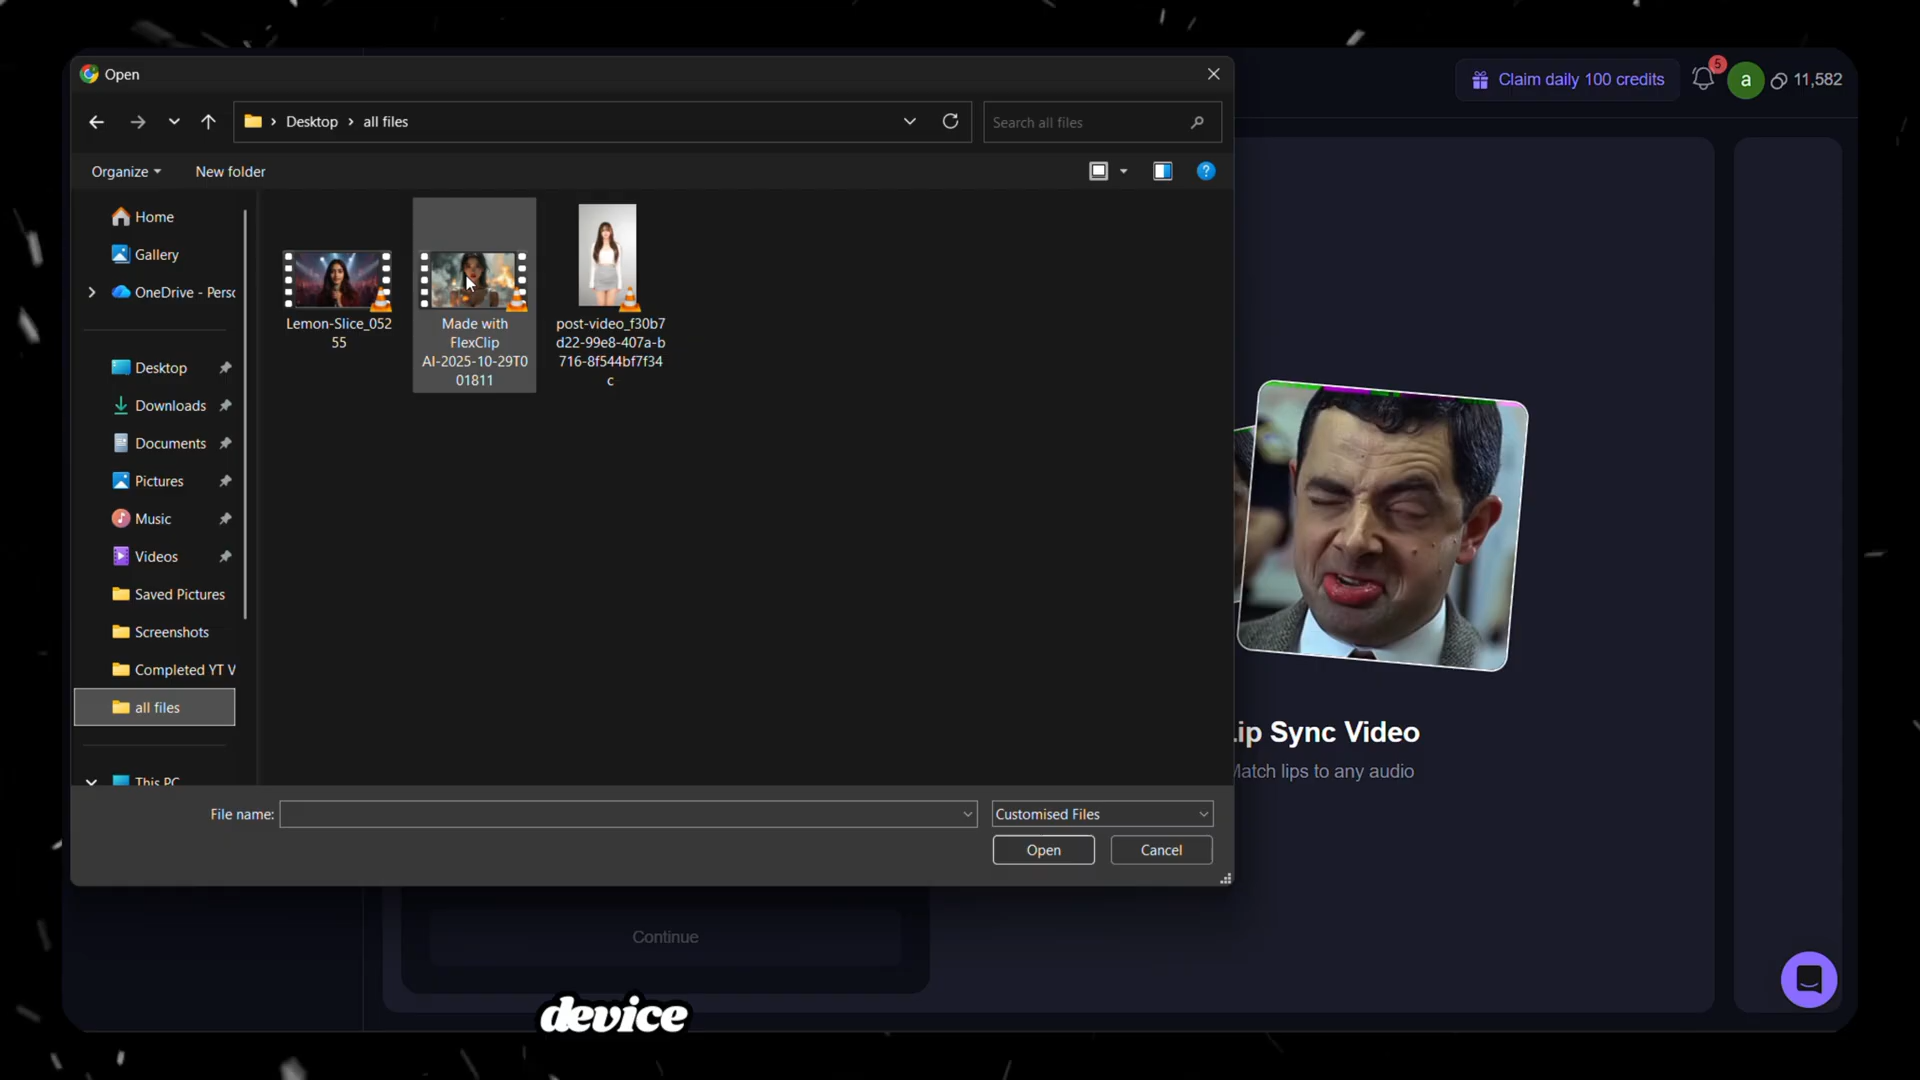 Open
Claim daily 100 credits
5
a
11,582
Desktop
all files
Search all files
Organize
New folder
?
Home
Gallery
OneDrive - Perso
Desktop
Downloads
Documents
Pictures
Music
Videos
Saved Pictures
Screenshots
Completed YT V
all files
This PC
Lemon-Slice_052
55
Made with
FlexClip
AI-2025-10-29T0
01811
post-video_f30b7
d22-99e8-407a-b
716-8f544bf7f34
c
ip Sync Video
Match lips to any audio
File name:
Customised Files
Open
Cancel
Continue
device